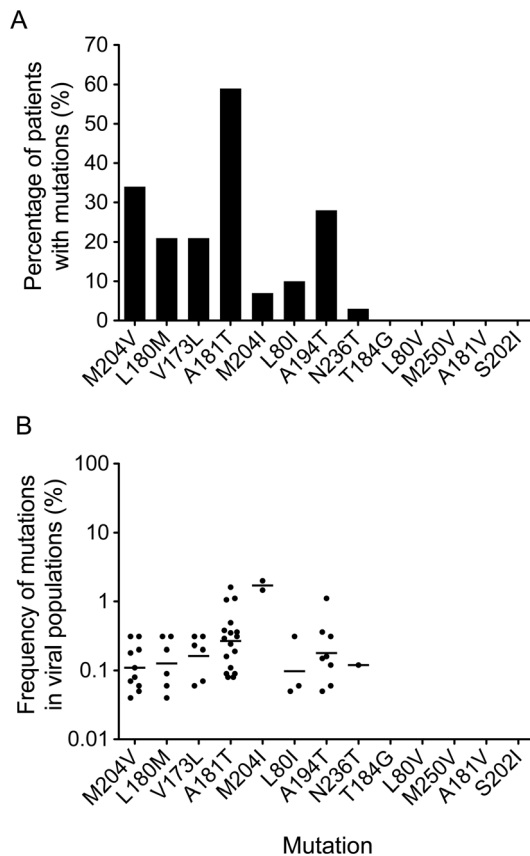 A
Percentage of patients
with mutations (%)
70
60
50
40
30
20
10
0
M204V
L180M
V173L
A181T
M204I
L80I
A194T
N236T
T184G
L80V
M250V
A181V
S202I
B
Frequency of mutations
in viral populations (%)
100
10
1
0.1
0.01
M204V
L180M
V173L
A181T
M204I
L80I
A194T
N236T
T184G
L80V
M250V
A181V
S202I
Mutation